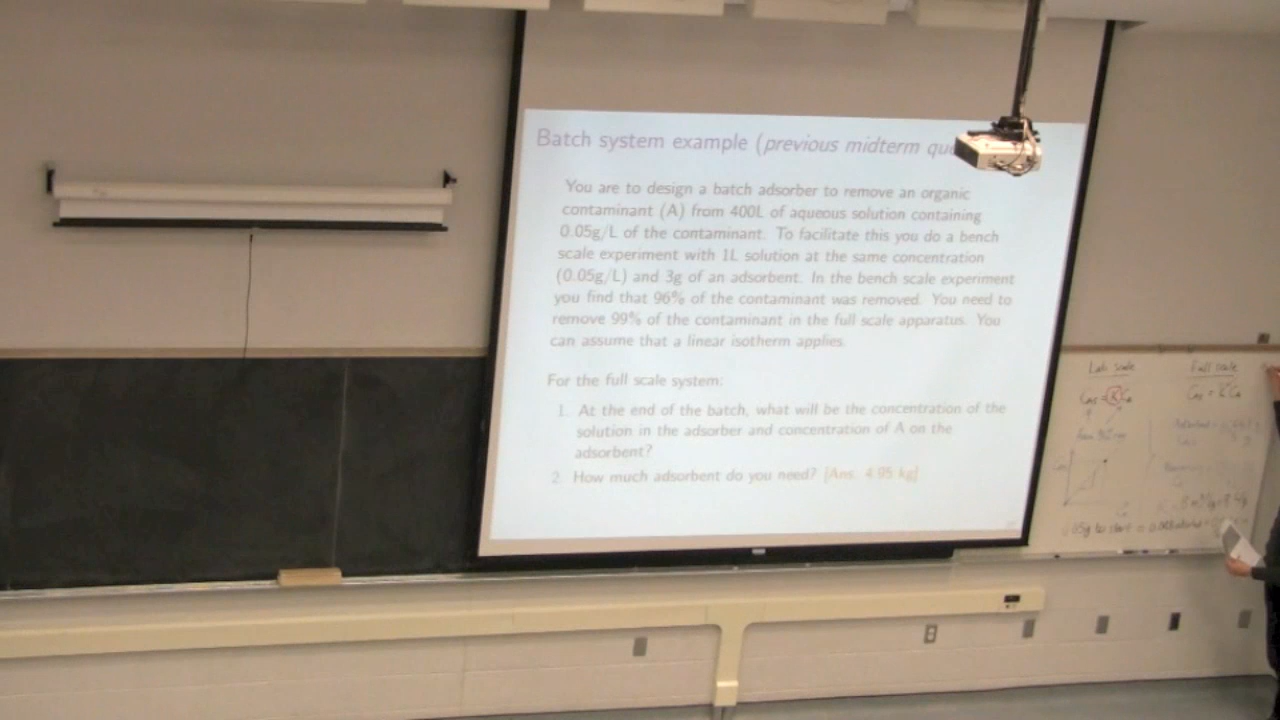 Batch system example (previous midterm
You are to design a batch adsorber to remove an organic
contaminant (A) from 400L of aqueous solution containing
0.05g/L of the contaminant. To facilitate this you do a bench
scale experiment with 1L solution at the same concentration
(0.05g/L) and 3g of an adsorbent. In the bench scale experiment
you find that 96% of the contaminant was removed. You need to
remove 99% of the contaminant in the full scale apparatus. You
can assume that a linear isotherm applies.
For the full scale system:
1. At the end of the batch, what will be the concentration of the
solution in the adsorber and concentration of A on the
adsorbent?
2. How much adsorbent do you need? [Ans. 4.95 kg]
Lab scale
Full scale